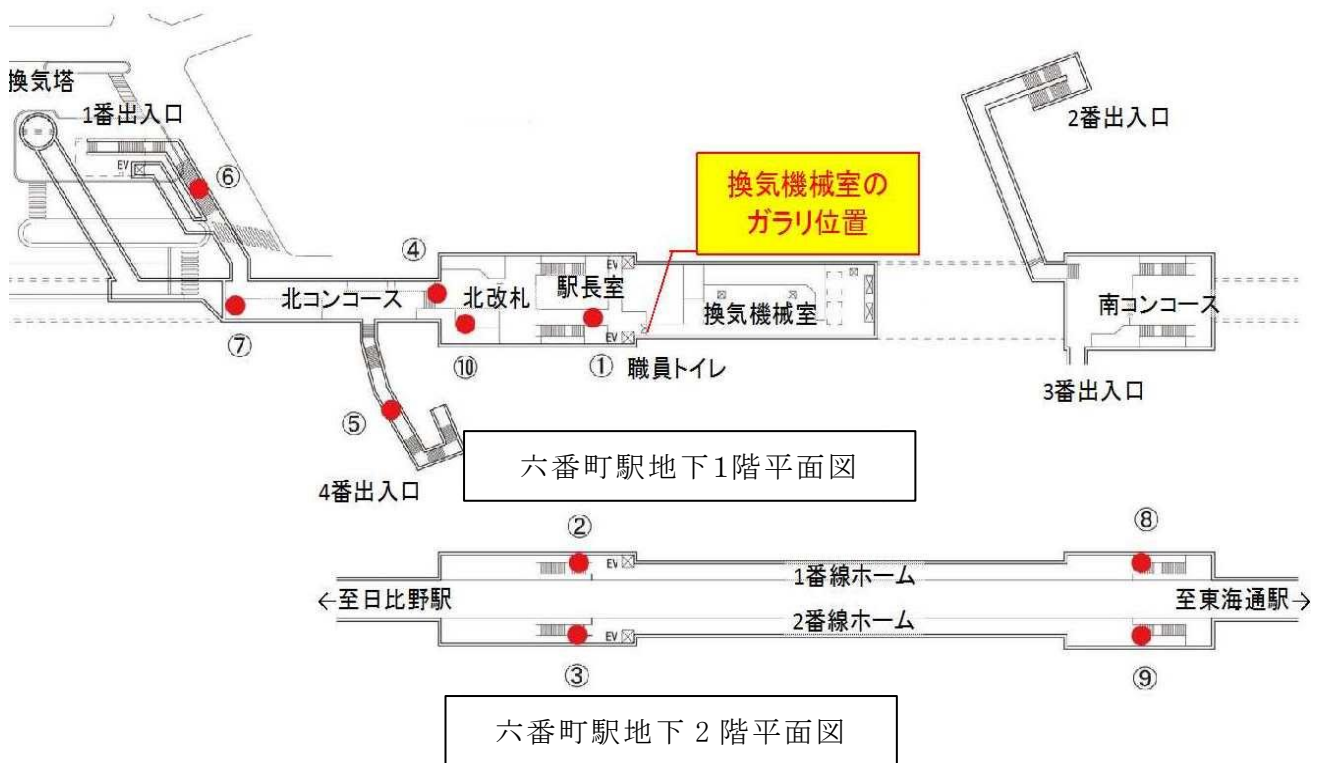 換気塔
1番出入口
EV
⑥
2番出入口
換気機械室の
ガラリ位置
④
EV
北コンコース
北改札
駅長室
換気機械室
南コンコース
⑦
⑩
EV
①
職員トイレ
3番出入口
⑤
4番出入口
六番町駅地下1階平面図
②
⑧
EV
1番線ホーム
←至日比野駅
至東海通駅→
2番線ホーム
EV
③
⑨
六番町駅地下2階平面図